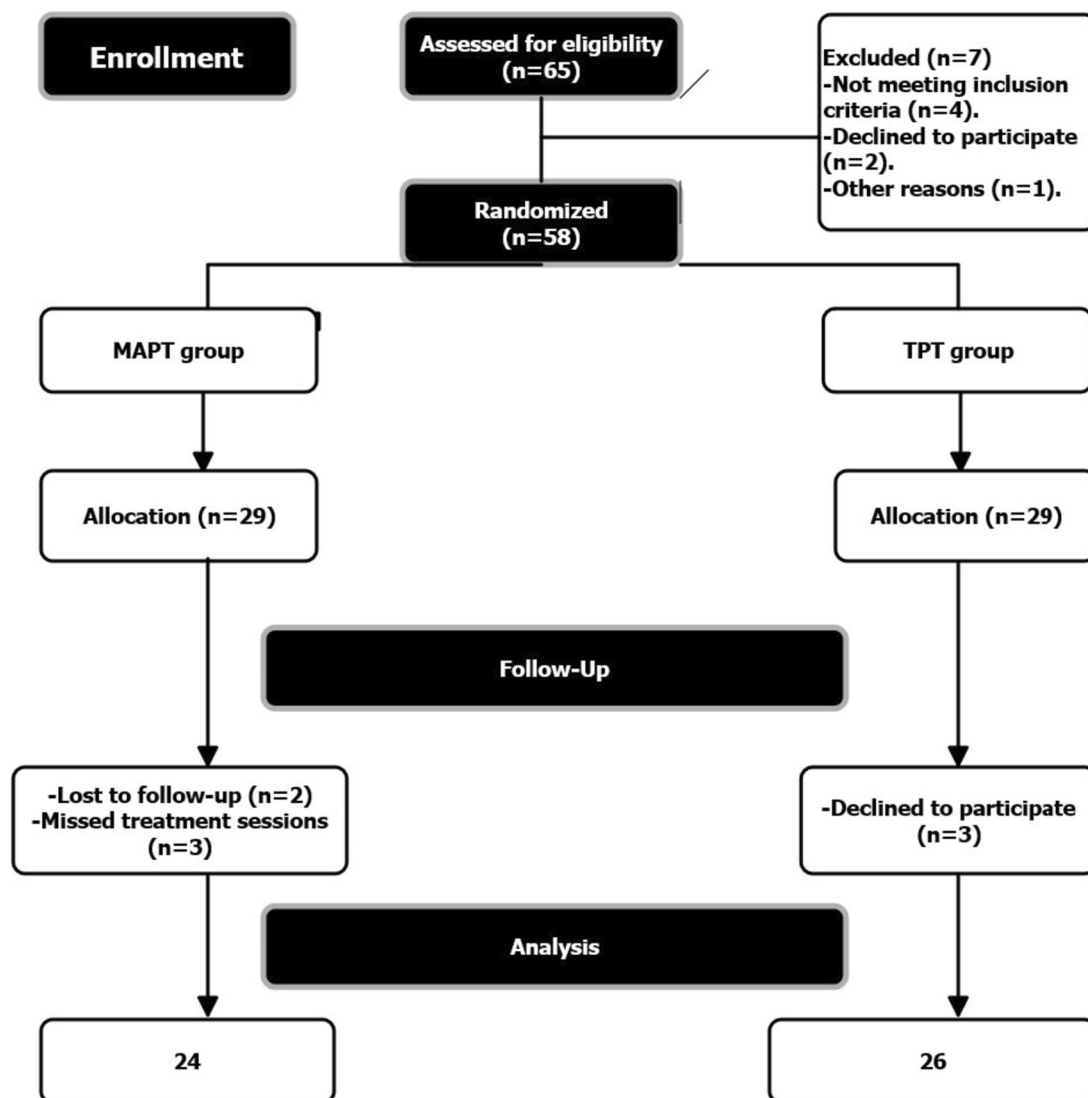 Enrollment
Assessed for eligibility
(n=65)
Excluded (n=7)
-Not meeting inclusion
criteria (n=4).
-Declined to participate
(n=2).
-Other reasons (n=1).
Randomized
(n=58)
MAPT group
TPT group
Allocation (n=29)
Allocation (n=29)
Follow-Up
-Lost to follow-up (n=2)
-Missed treatment sessions
(n=3)
-Declined to participate
(n=3)
Analysis
24
26